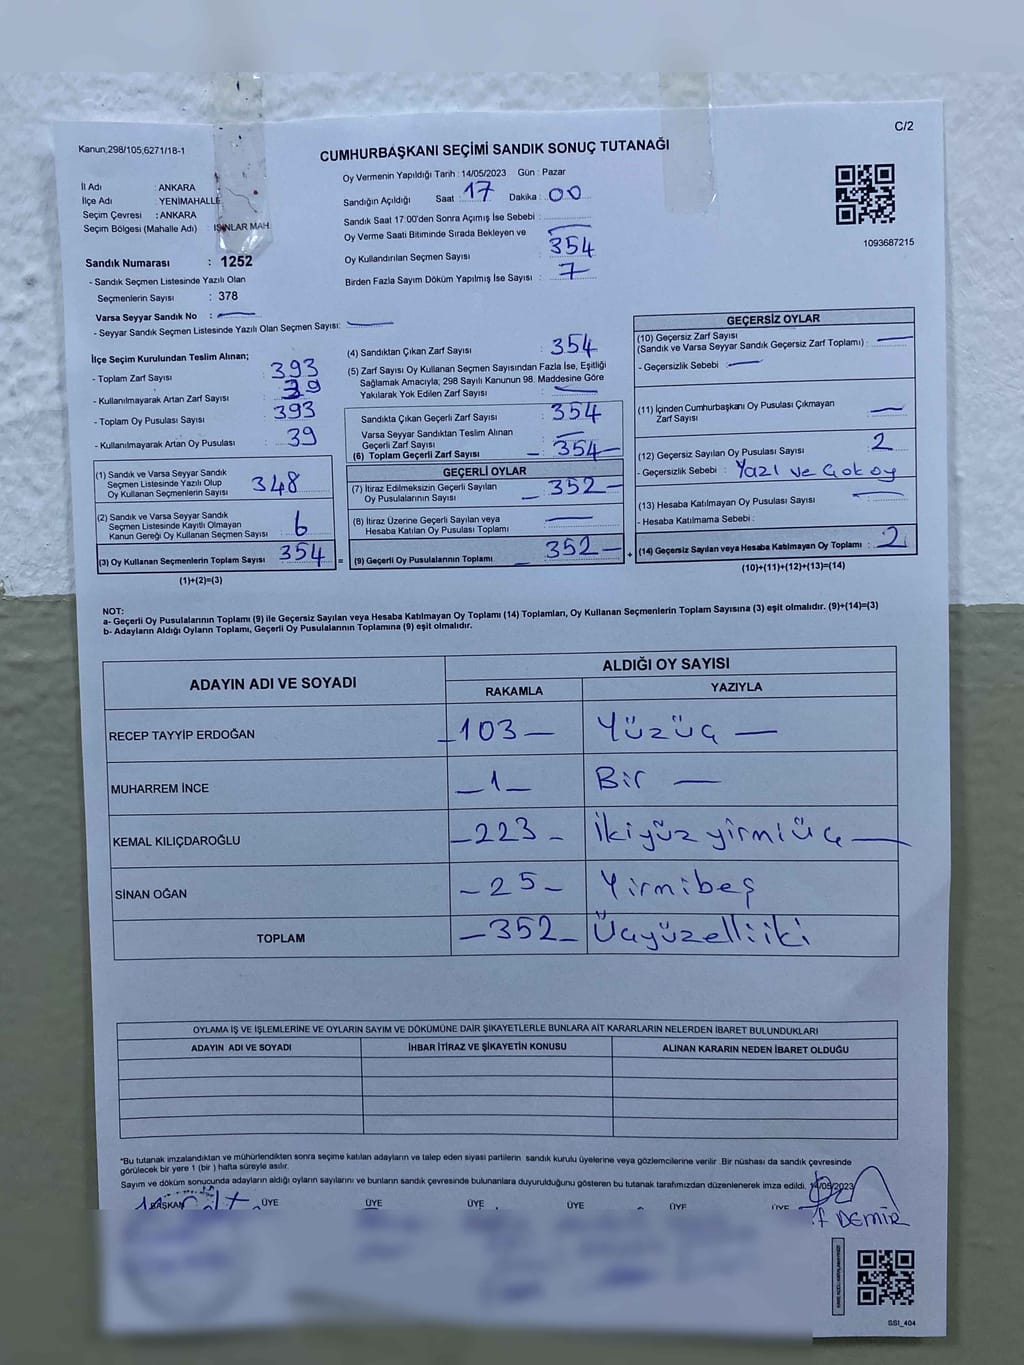 C/2
Kanun;298/105;6271/18-1
CUMHURBAŞKANI SEÇİMİ SANDIK SONUÇ TUTANAĞI
Oy Vermenin Yapıldığı Tarih : 14/05/2023 Gün : Pazar
İl Adı : ANKARA
İlçe Adı : YENİMAHALLE
Seçim Çevresi : ANKARA
Seçim Bölgesi (Mahalle Adı) IŞINLAR MAH
Sandığın Açıldığı Saat : 17 Dakika : 00
Sandık Saat 17:00'den Sonra Açımış İse Sebebi :
Oy Verme Saati Bitiminde Sırada Bekleyen ve
Oy Kullandırılan Seçmen Sayısı : 354
Birden Fazla Sayım Döküm Yapılmış İse Sayısı : 7
1093687215
Sandık Numarası : 1252
- Sandık Seçmen Listesinde Yazılı Olan
Seçmenlerin Sayısı : 378
Varsa Seyyar Sandık No :
- Seyyar Sandık Seçmen Listesinde Yazılı Olan Seçmen Sayısı:
İlçe Seçim Kurulundan Teslim Alınan;
- Toplam Zarf Sayısı : 393
- Kullanılmayarak Artan Zarf Sayısı : 39
- Toplam Oy Pusulası Sayısı : 393
- Kullanılmayarak Artan Oy Pusulası : 39
(1) Sandık ve Varsa Seyyar Sandık
Seçmen Listesinde Yazılı Olup
Oy Kullanan Seçmenlerin Sayısı : 348
(2) Sandık ve Varsa Seyyar Sandık
Seçmen Listesinde Kayıtlı Olmayan
Kanun Gereği Oy Kullanan Seçmen Sayısı : 6
(3) Oy Kullanan Seçmenlerin Toplam Sayısı : 354 =
(1)+(2)=(3)
(4) Sandıktan Çıkan Zarf Sayısı : 354
(5) Zarf Sayısı Oy Kullanan Seçmen Sayısından Fazla İse, Eşitliği
Sağlamak Amacıyla; 298 Sayılı Kanunun 98. Maddesine Göre
Yakılarak Yok Edilen Zarf Sayısı :
Sandıkta Çıkan Geçerli Zarf Sayısı : 354
Varsa Seyyar Sandıktan Teslim Alınan
Geçerli Zarf Sayısı :
(6) Toplam Geçerli Zarf Sayısı : 354
GEÇERLİ OYLAR
(7) İtiraz Edilmeksizin Geçerli Sayılan
Oy Pusulalarının Sayısı : 352
(8) İtiraz Üzerine Geçerli Sayılan veya
Hesaba Katılan Oy Pusulası Toplamı :
(9) Geçerli Oy Pusulalarının Toplamı 352 +
GEÇERSİZ OYLAR
(10) Geçersiz Zarf Sayısı
(Sandık ve Varsa Seyyar Sandık Geçersiz Zarf Toplamı) :
- Geçersizlik Sebebi :
(11) İçinden Cumhurbaşkanı Oy Pusulası Çıkmayan
Zarf Sayısı :
(12) Geçersiz Sayılan Oy Pusulası Sayısı : 2
- Geçersizlik Sebebi : Yazı ve çok oy
(13) Hesaba Katılmayan Oy Pusulası Sayısı :
- Hesaba Katılmama Sebebi :
(14) Geçersiz Sayılan veya Hesaba Katılmayan Oy Toplamı : 2
(10)+(11)+(12)+(13)=(14)
NOT:
a- Geçerli Oy Pusulalarının Toplamı (9) ile Geçersiz Sayılan veya Hesaba Katılmayan Oy Toplamı (14) Toplamları, Oy Kullanan Seçmenlerin Toplam Sayısına (3) eşit olmalıdır. (9)+(14)=(3)
b- Adayların Aldığı Oyların Toplamı, Geçerli Oy Pusulalarının Toplamına (9) eşit olmalıdır.
ADAYIN ADI VE SOYADI
ALDIĞI OY SAYISI
RAKAMLA YAZIYLA
RECEP TAYYİP ERDOĞAN 103 Yüzüç
MUHARREM İNCE 1 Bir
KEMAL KILIÇDAROĞLU 223 İkiyüz yirmi üç
SİNAN OĞAN 25 Yirmibeş
TOPLAM 352 Üçyüzelliiki
OYLAMA İŞ VE İŞLEMLERİNE VE OYLARIN SAYIM VE DÖKÜMÜNE DAİR ŞİKAYETLERLE BUNLARA AİT KARARLARIN NELERDEN İBARET BULUNDUKLARI
ADAYIN ADI VE SOYADI İHBAR İTİRAZ VE ŞİKAYETİN KONUSU ALINAN KARARIN NEDEN İBARET OLDUĞU
*Bu tutanak imzalandıktan ve mühürlendikten sonra seçime katılan adayların ve talep eden siyasi partilerin sandık kurulu üyelerine veya gözlemcilerine verilir. Bir nüshası da sandık çevresinde
görülecek bir yere 1 (bir) hafta süreyle asılır.
Sayım ve döküm sonucunda adayların aldığı oyların sayılarını ve bunların sandık çevresinde bulunanlara duyurulduğunu gösteren bu tutanak tarafımızdan düzenlenerek imza edildi. 14/05/2023
BAŞKAN ÜYE ÜYE ÜYE ÜYE ÜYE ÜYE
DEMİR
SSI_404